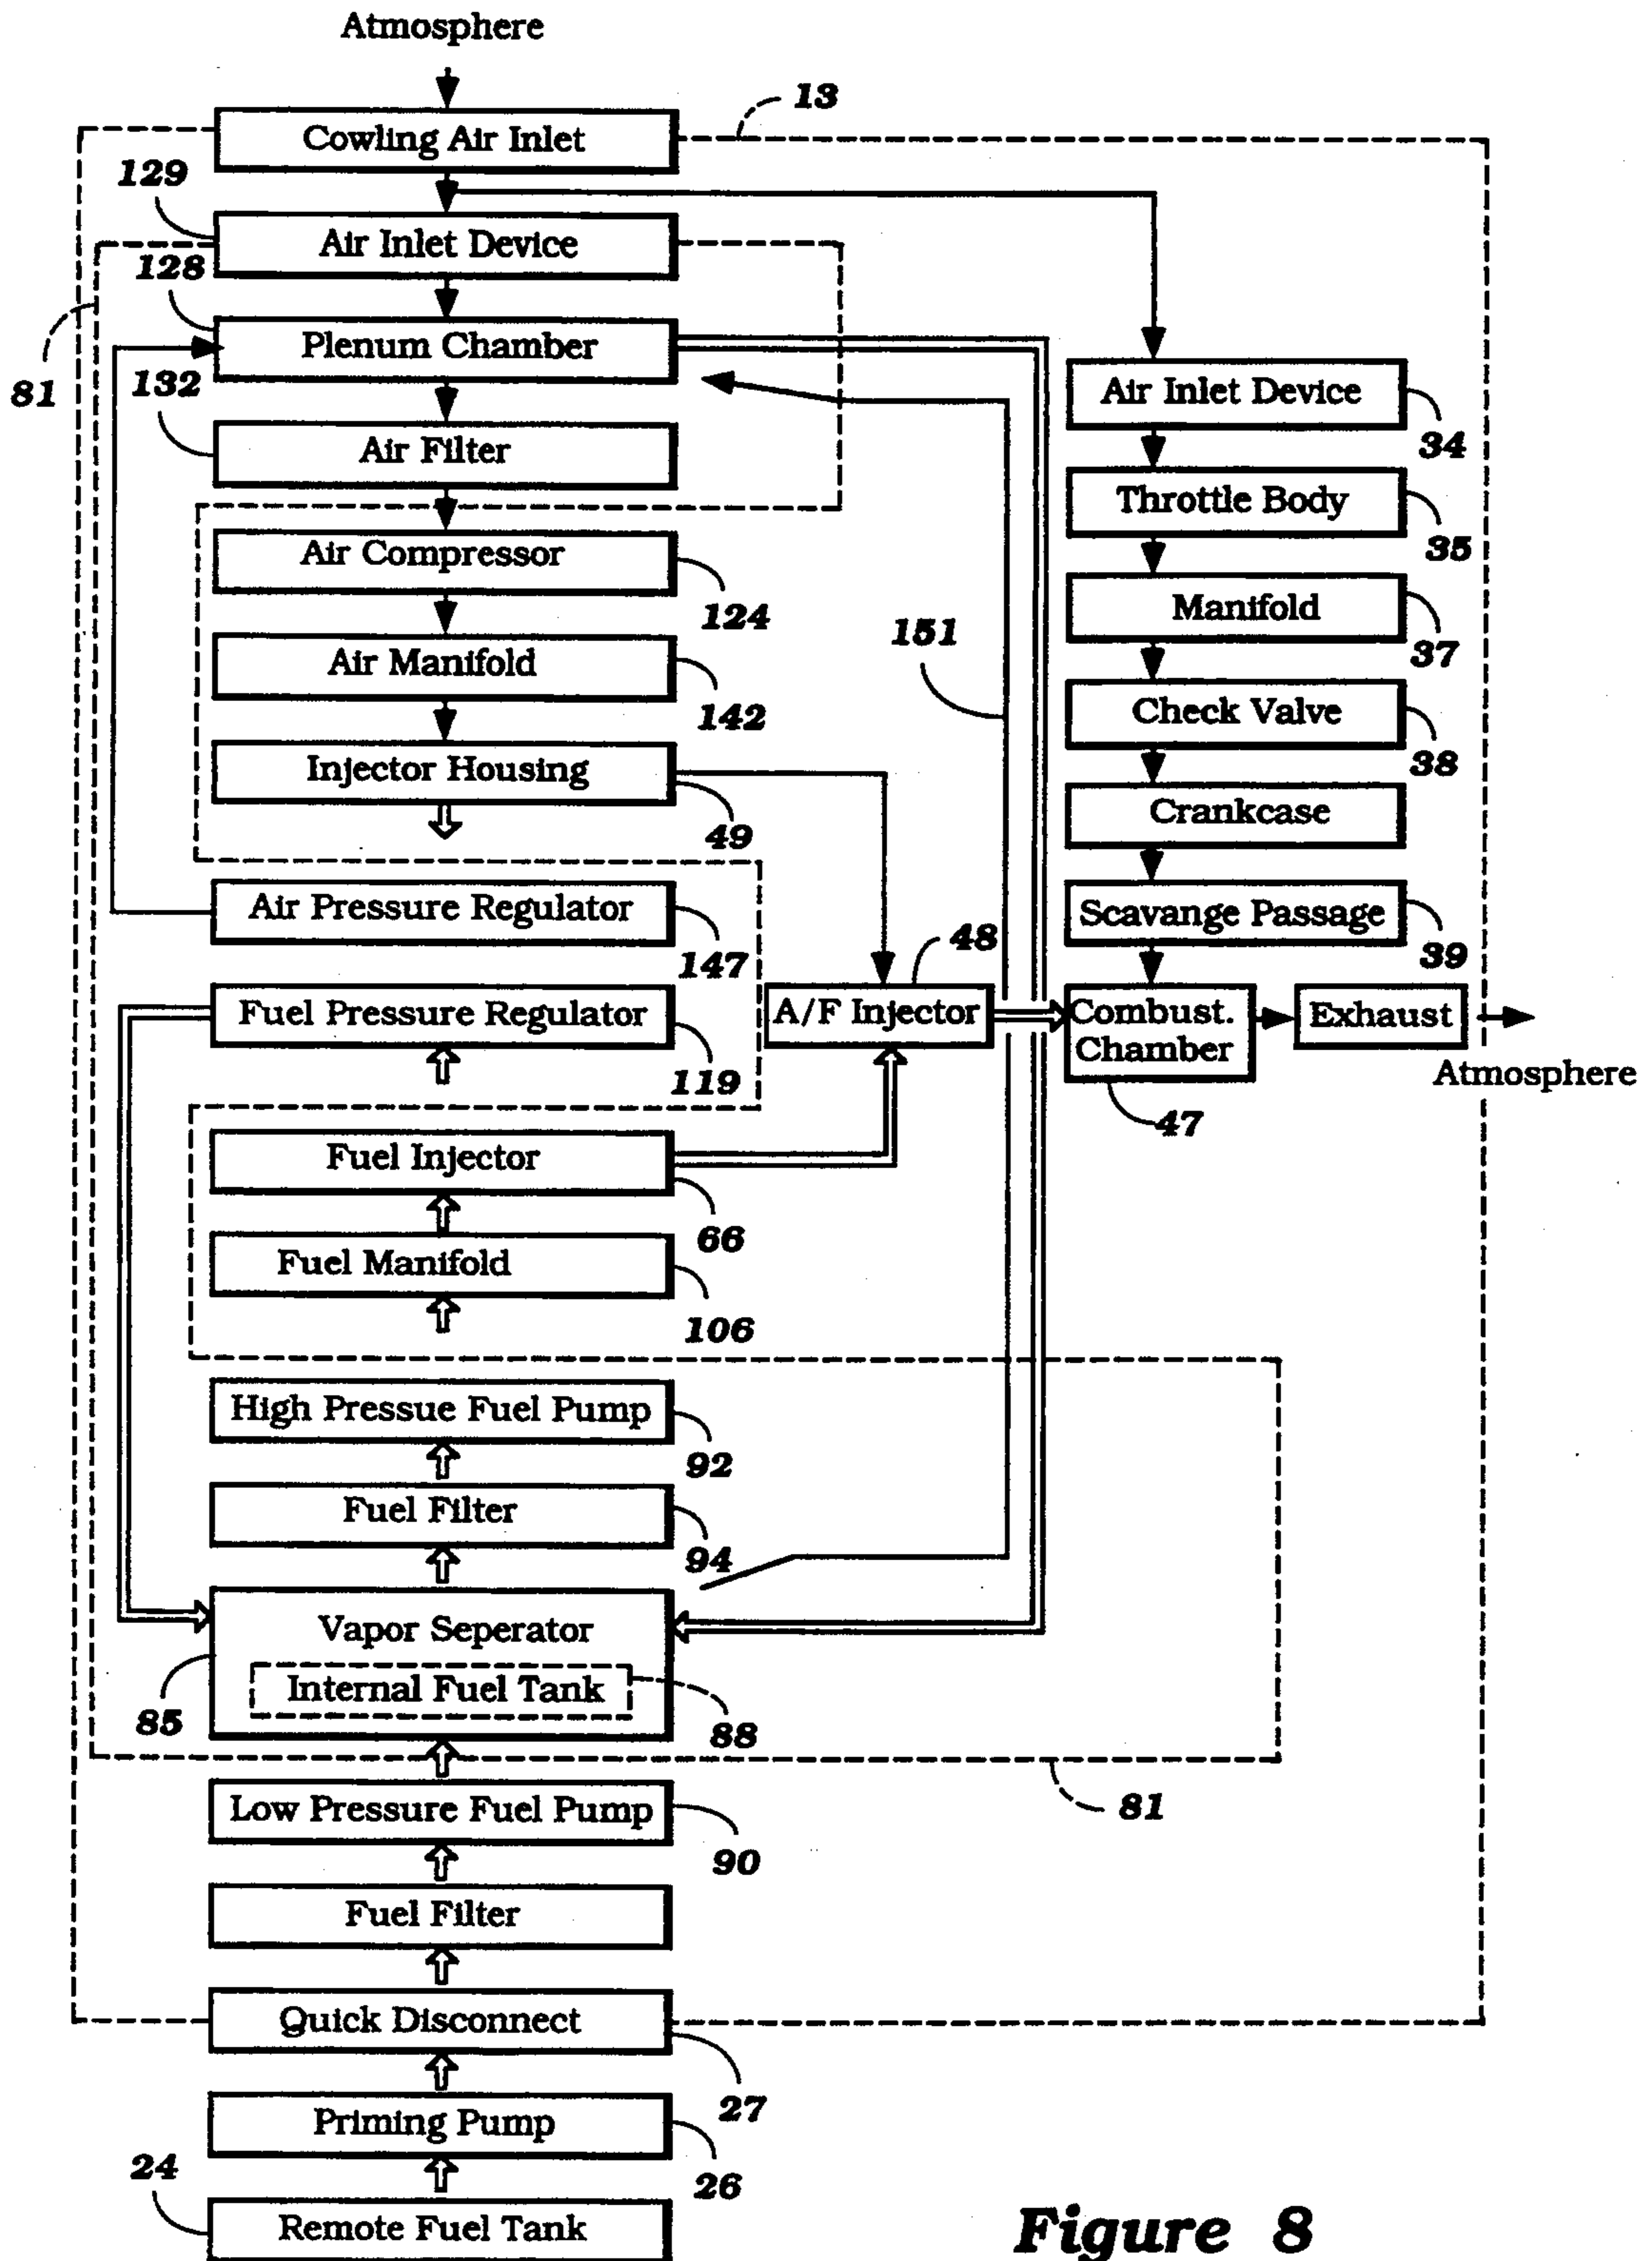 Atmosphere
13
Cowling Air Inlet
129
Air Inlet Device
128
Plenum Chamber
81
132
Air Inlet Device
34
Air Filter
Throttle Body
35
Air Compressor
124
Manifold
37
151
Air Manifold
142
Check Valve
38
Injector Housing
49
Crankcase
Air Pressure Regulator
147
Scavange Passage
39
48
Fuel Pressure Regulator
119
A/F Injector
Combust.
Chamber
47
Exhaust
Atmosphere
Fuel Injector
66
Fuel Manifold
106
High Pressue Fuel Pump
92
Fuel Filter
94
Vapor Seperator
Internal Fuel Tank
85
88
81
Low Pressure Fuel Pump
90
Fuel Filter
Quick Disconnect
27
Priming Pump
26
24
Remote Fuel Tank
Figure 8